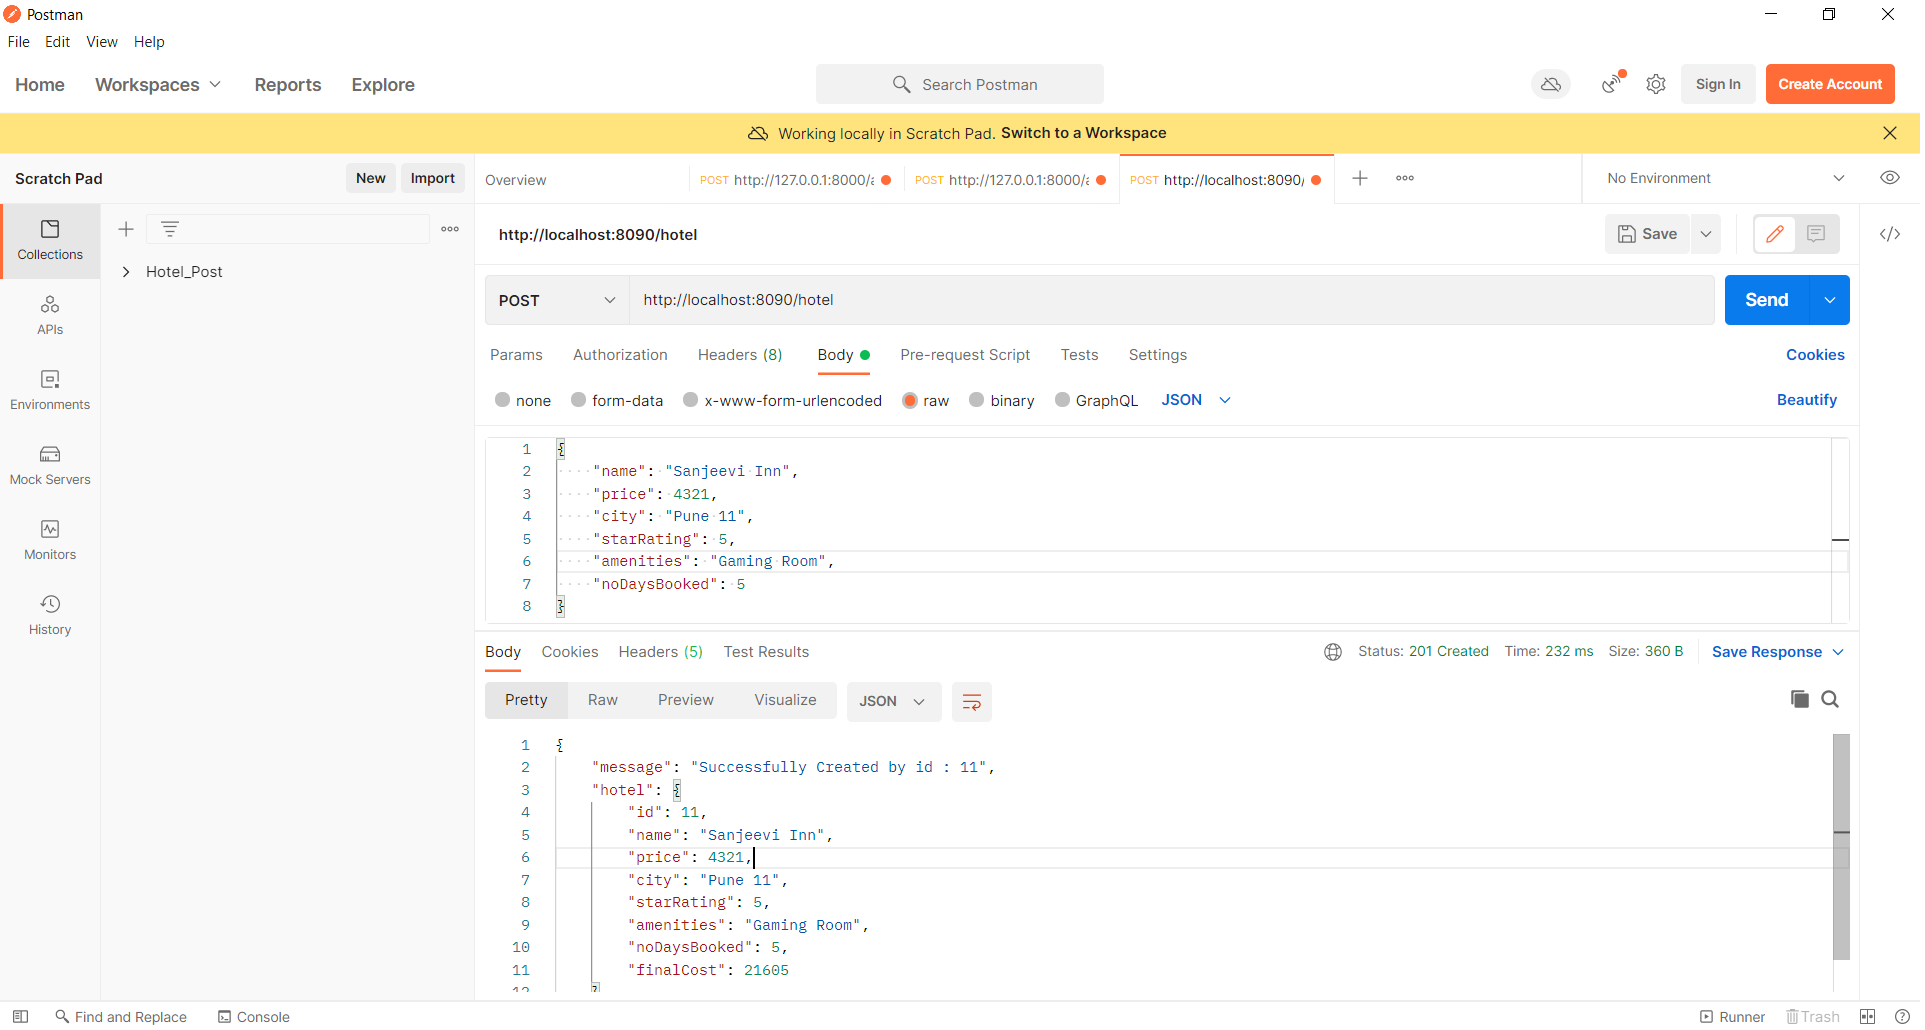 Postman
File Edit View Help
Home Workspaces Reports Explore Search Postman Sign In Create Account
Working locally in Scratch Pad. Switch to a Workspace
Scratch Pad New Import Overview POST http://127.0.0.1:8000/ POST http://127.0.0.1:8000/ POST http://localhost:8090/ No Environment
Collections
APIs
Environments
Mock Servers
Monitors
History
Hotel_Post
http://localhost:8090/hotel Save
POST http://localhost:8090/hotel Send
Params Authorization Headers (8) Body Pre-request Script Tests Settings Cookies
none form-data x-www-form-urlencoded raw binary GraphQL JSON Beautify
1 {
2 "name": "Sanjeevi Inn",
3 "price": 4321,
4 "city": "Pune 11",
5 "starRating": 5,
6 "amenities": "Gaming Room",
7 "noDaysBooked": 5
8 }
Body Cookies Headers (5) Test Results Status: 201 Created Time: 232 ms Size: 360 B Save Response
Pretty Raw Preview Visualize JSON
1 {
2 "message": "Successfully Created by id : 11",
3 "hotel": {
4 "id": 11,
5 "name": "Sanjeevi Inn",
6 "price": 4321,
7 "city": "Pune 11",
8 "starRating": 5,
9 "amenities": "Gaming Room",
10 "noDaysBooked": 5,
11 "finalCost": 21605
12 }
Find and Replace Console Runner Trash